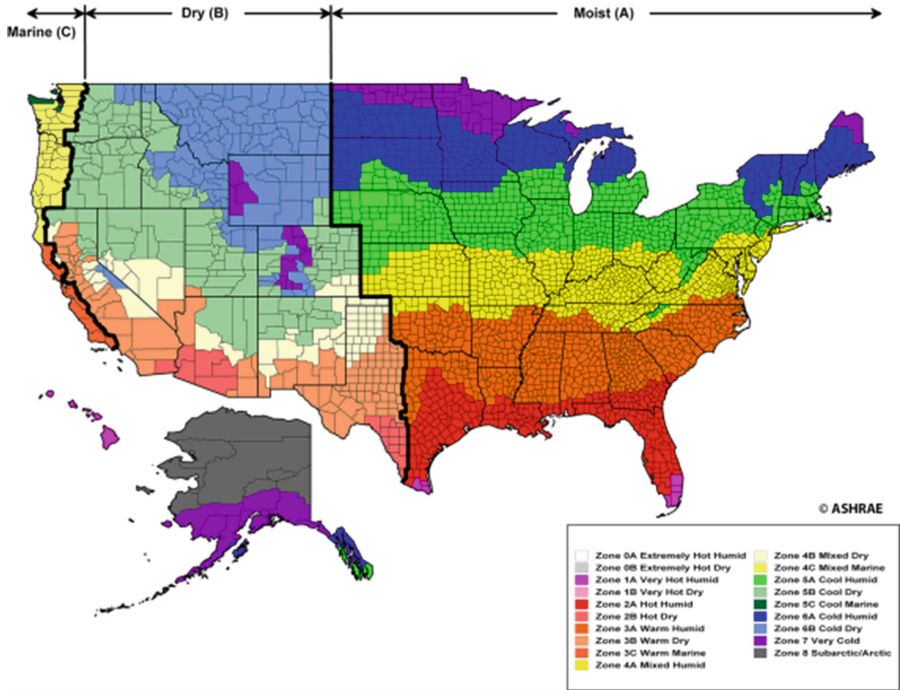 Dry (B)
Moist (A)
Marine (C)
© ASHRAE
Zone 0A Extremely Hot Humid
Zone 0B Extremely Hot Dry
Zone 1A Very Hot Humid
Zone 1B Very Hot Dry
Zone 2A Hot Humid
Zone 2B Hot Dry
Zone 3A Warm Humid
Zone 3B Warm Dry
Zone 3C Warm Marine
Zone 4A Mixed Humid
Zone 4B Mixed Dry
Zone 4C Mixed Marine
Zone 5A Cool Humid
Zone 5B Cool Dry
Zone 5C Cool Marine
Zone 6A Cold Humid
Zone 6B Cold Dry
Zone 7 Very Cold
Zone 8 Subarctic/Arctic